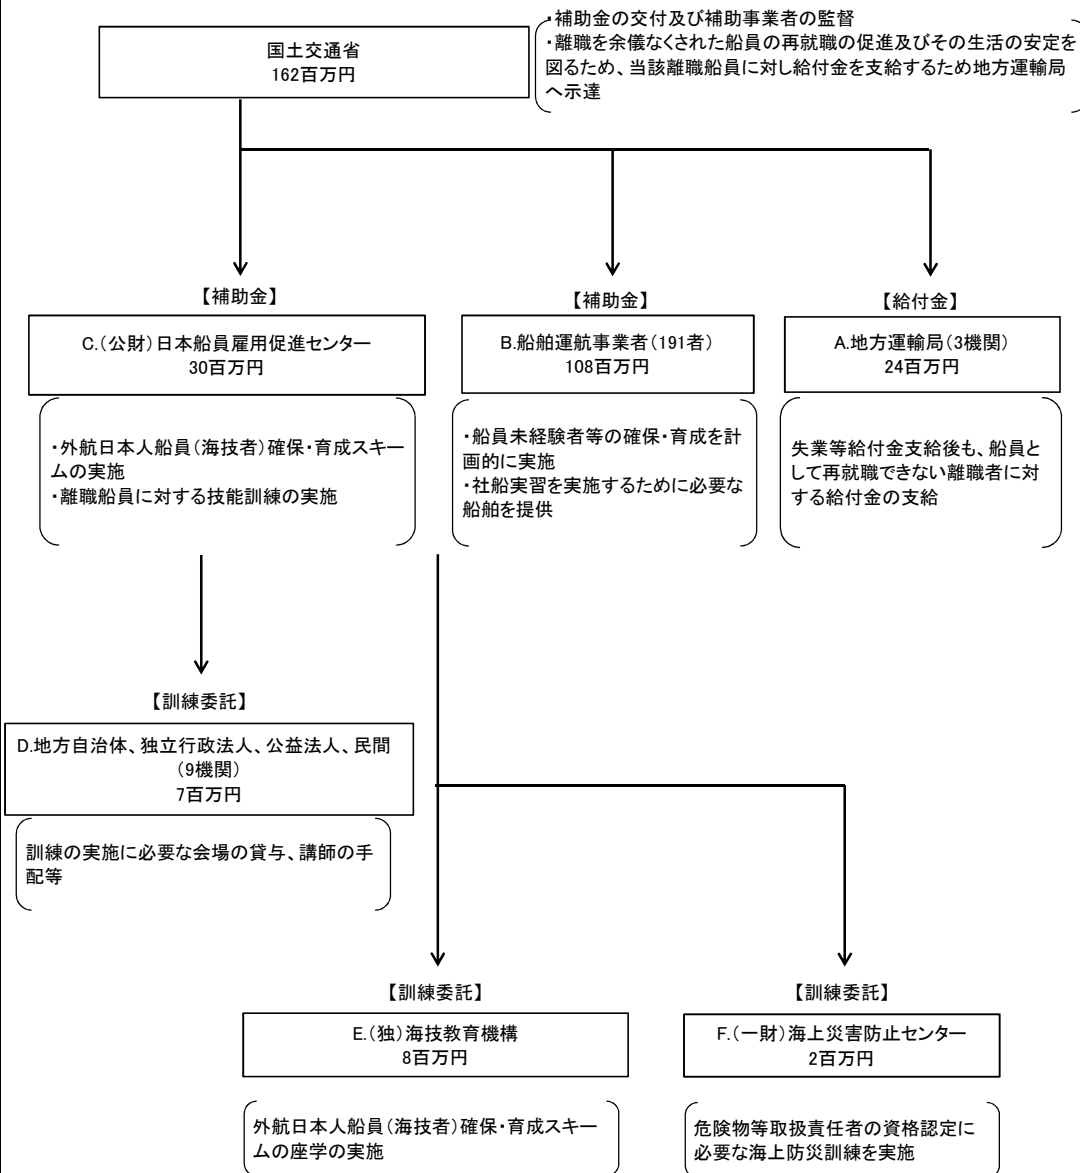 国土交通省
162百万円
・補助金の交付及び補助事業者の監督
・離職を余儀なくされた船員の再就職の促進及びその生活の安定を
図るため、当該離職船員に対し給付金を支給するため地方運輸局
へ示達
【補助金】
C.(公財)日本船員雇用促進センター
30百万円
・外航日本人船員(海技者)確保・育成スキー
ムの実施
・離職船員に対する技能訓練の実施
【補助金】
B.船舶運航事業者(191者)
108百万円
・船員未経験者等の確保・育成を計
画的に実施
・社船実習を実施するために必要な
船舶を提供
【給付金】
A.地方運輸局(3機関)
24百万円
失業等給付金支給後も、船員と
して再就職できない離職者に対
する給付金の支給
【訓練委託】
D.地方自治体、独立行政法人、公益法人、民間
(9機関)
7百万円
訓練の実施に必要な会場の貸与、講師の手
配等
【訓練委託】
E.(独)海技教育機構
8百万円
外航日本人船員(海技者)確保・育成スキー
ムの座学の実施
【訓練委託】
F.(一財)海上災害防止センター
2百万円
危険物等取扱責任者の資格認定に
必要な海上防災訓練を実施